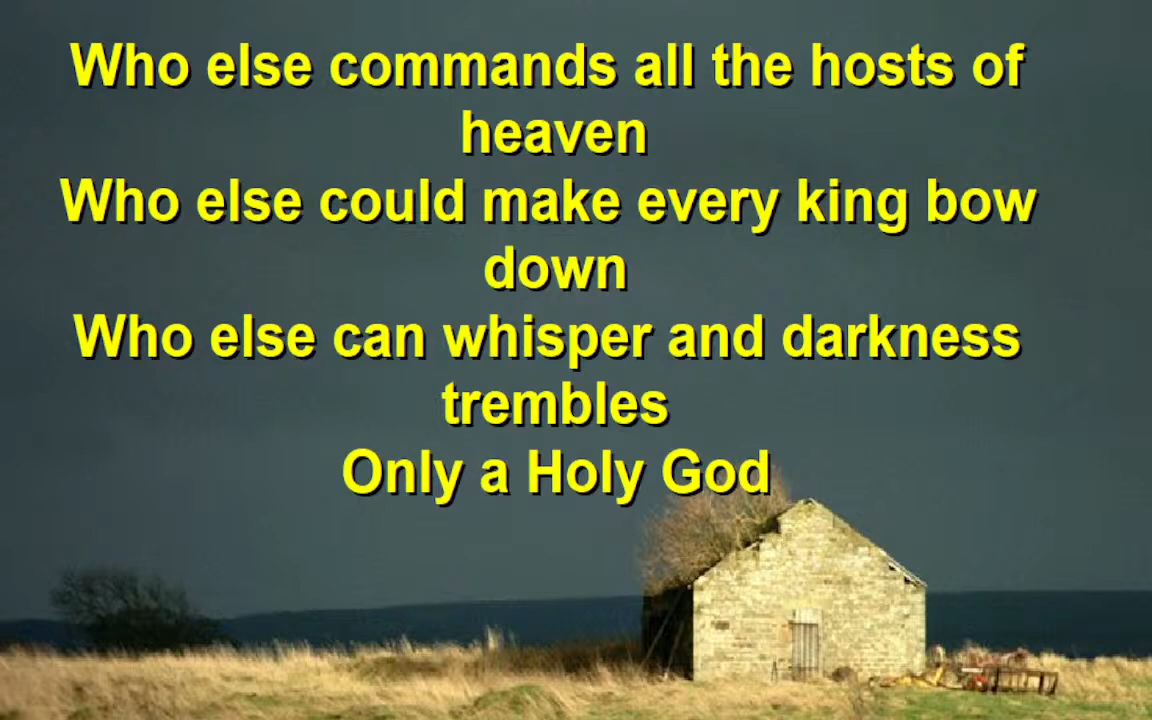 Who else commands all the hosts of
heaven
Who else could make every king bow
down
Who else can whisper and darkness
trembles
Only a Holy God